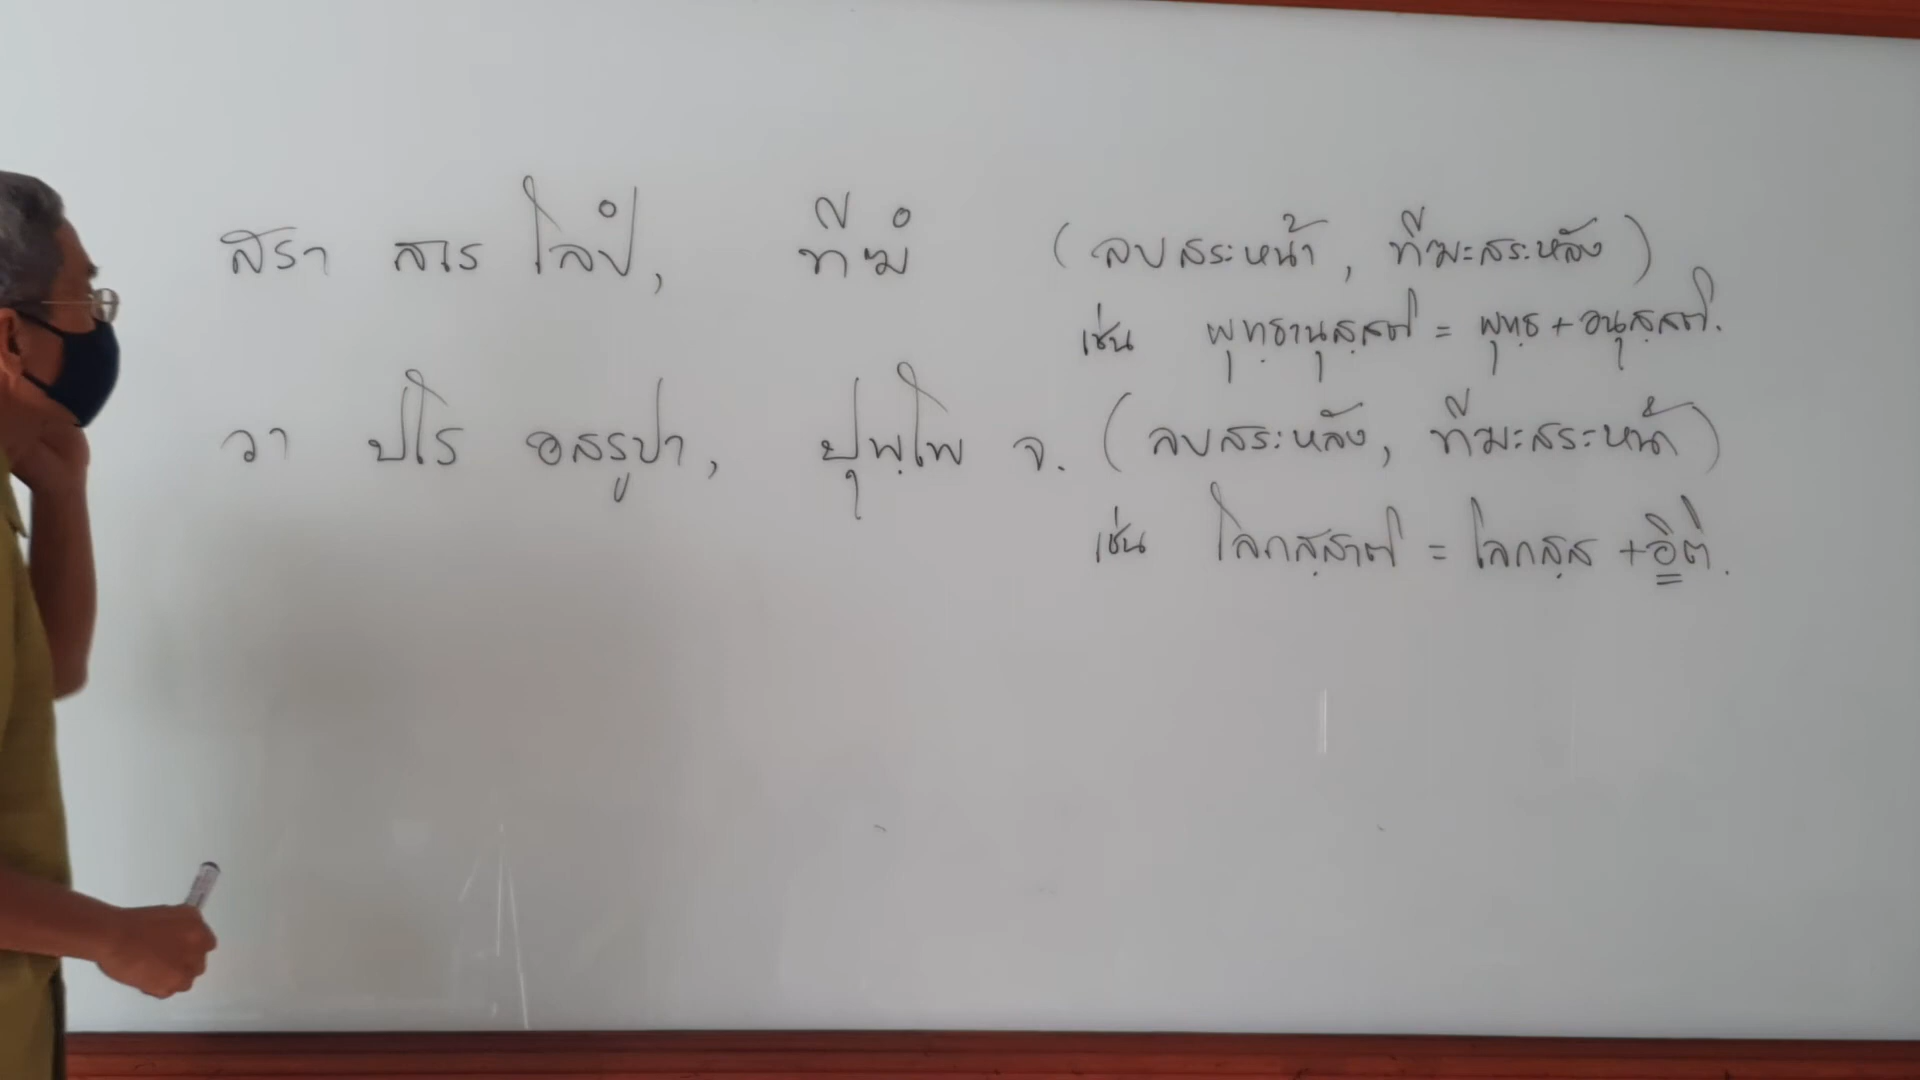 สรา สเร โลปํ, ทีฆํ (ลบสระหน้า, ทีฆะสระหลัง)
เช่น พุทฺธานุสฺสติ = พุทฺธ + อนุสฺสติ.
วา ปโร อสรูปา, ปุพฺโพ จ. (ลบสระหลัง, ทีฆะสระหน้า)
เช่น โลกสฺสาติ = โลกสฺส + อิติ.